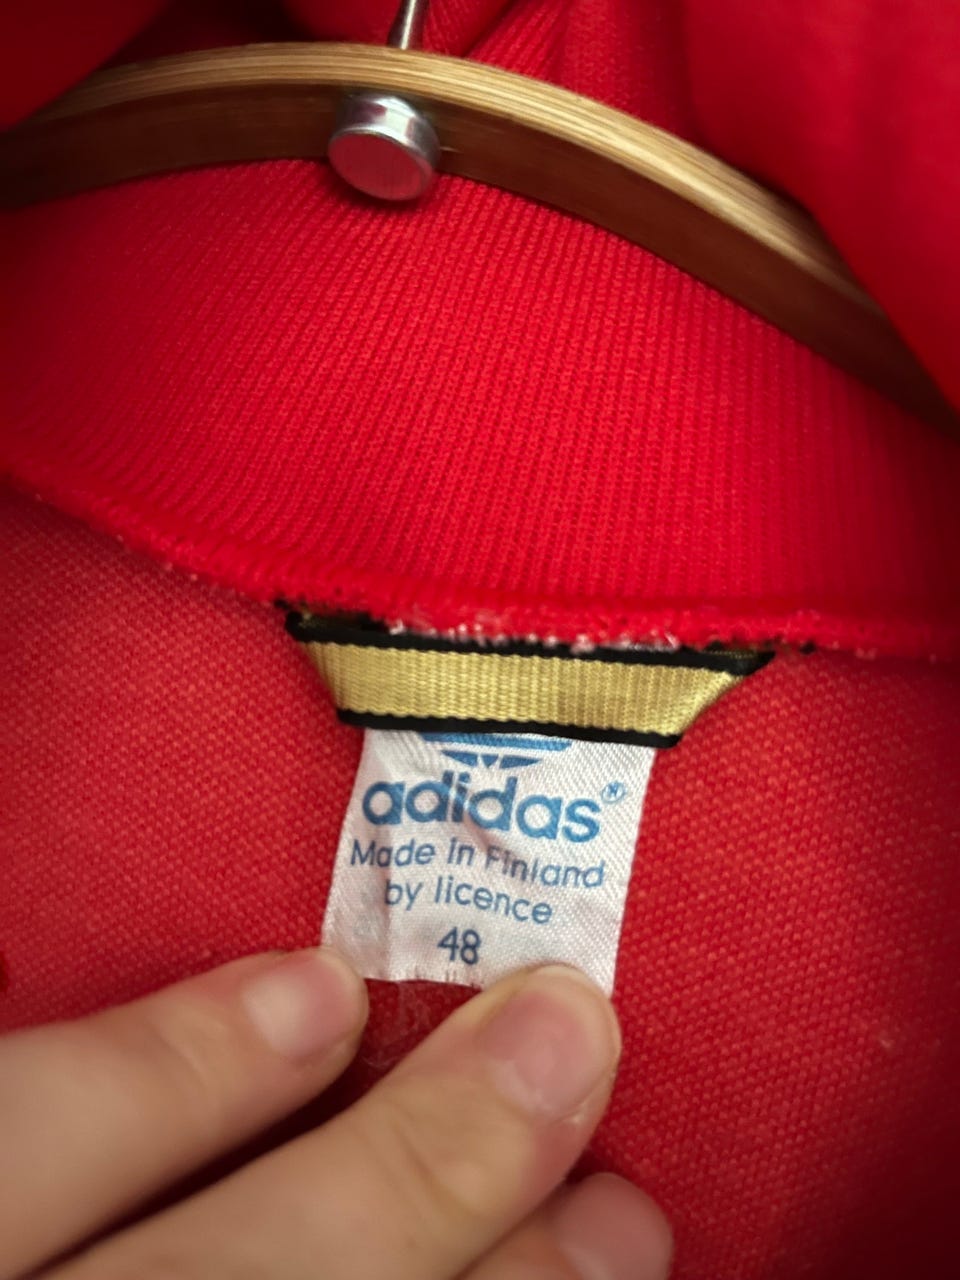 adidas®
Made in Finland
by licence
48